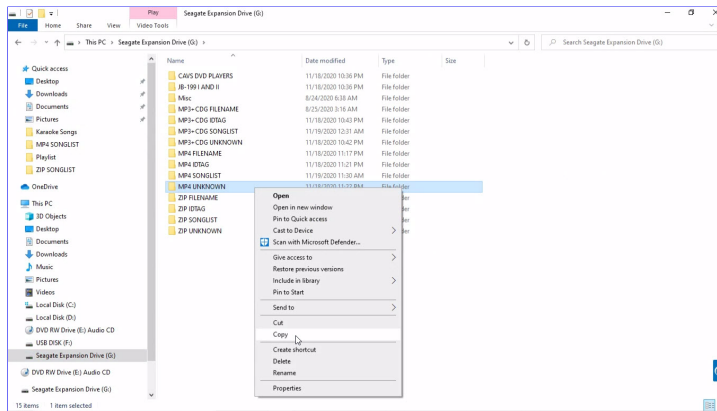 Play
Seagate Expansion Drive (G:)
File
Home
Share
View
Video Tools
This PC > Seagate Expansion Drive (G:) >
Search Seagate Expansion Drive (G:)
Name
Date modified
Type
Size
Quick access
Desktop
Downloads
Documents
Pictures
Karaoke Songs
MP4 SONGLIST
Playlist
ZIP SONGLIST
OneDrive
This PC
3D Objects
Desktop
Documents
Downloads
Music
Pictures
Videos
Local Disk (C:)
Local Disk (D:)
DVD RW Drive (E:) Audio CD
USB DISK (F:)
Seagate Expansion Drive (G:)
DVD RW Drive (E:) Audio CD
Seagate Expansion Drive (G:)
CAVS DVD PLAYERS 11/18/2020 10:36 PM File folder
JB-199 I AND II 11/18/2020 10:36 PM File folder
Misc 8/24/2020 6:38 AM File folder
MP3+CDG FILENAME 8/25/2020 3:16 AM File folder
MP3+CDG IDTAG 11/18/2020 10:43 PM File folder
MP3+CDG SONGLIST 11/19/2020 12:31 AM File folder
MP3+CDG UNKNOWN 11/18/2020 10:42 PM File folder
MP4 FILENAME 11/18/2020 11:17 PM File folder
MP4 IDTAG 11/18/2020 11:21 PM File folder
MP4 SONGLIST 11/19/2020 11:30 AM File folder
MP4 UNKNOWN 11/18/2020 11:22 PM File folder
ZIP FILENAME
ZIP IDTAG
ZIP SONGLIST
ZIP UNKNOWN
Open
Open in new window
Pin to Quick access
Cast to Device
Scan with Microsoft Defender...
Give access to
Restore previous versions
Include in library
Pin to Start
Send to
Cut
Copy
Create shortcut
Delete
Rename
Properties
15 items 1 item selected